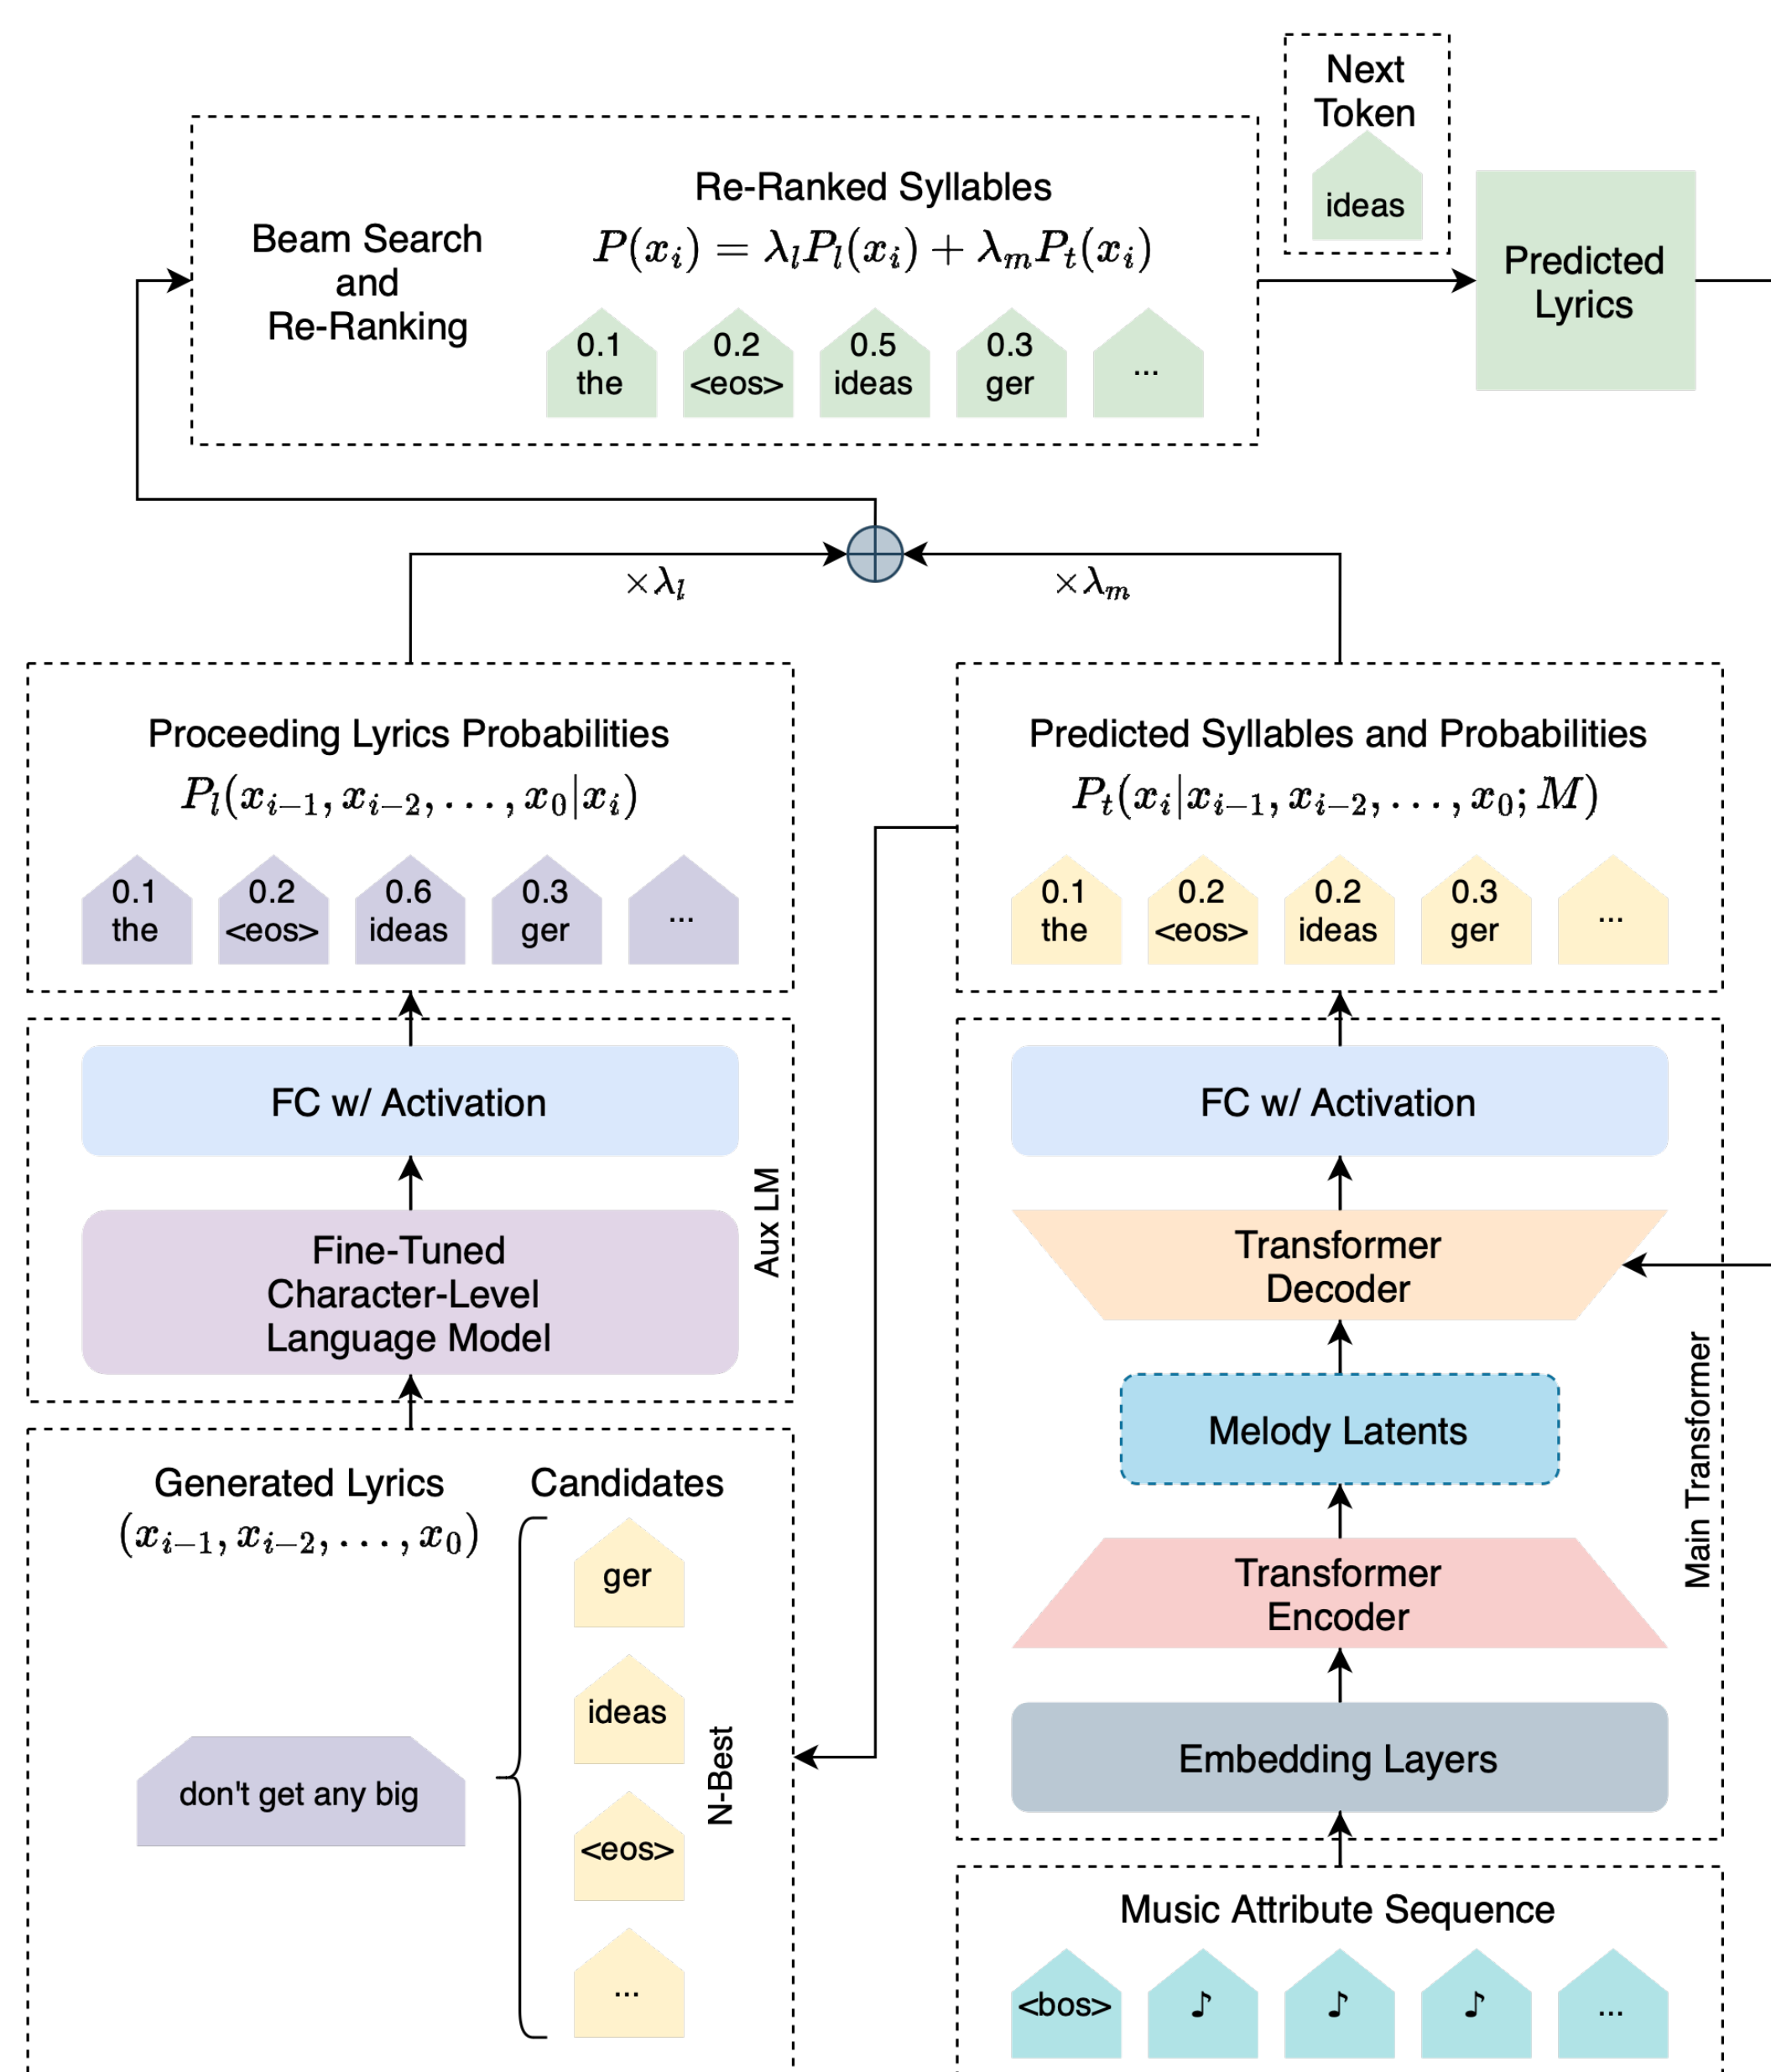 Next
Token
ideas
Re-Ranked Syllables
Beam Search
and
Re-Ranking
P(x_i) = λ_l P_l(x_i) + λ_m P_t(x_i)
0.1 0.2 0.5 0.3
the <eos> ideas ger ...
Predicted
Lyrics
×λ_l
×λ_m
Proceeding Lyrics Probabilities
P_l(x_{i−1}, x_{i−2}, . . . , x_0|x_i)
0.1 0.2 0.6 0.3
the <eos> ideas ger ...
Predicted Syllables and Probabilities
P_t(x_i|x_{i−1}, x_{i−2}, . . . , x_0; M)
0.1 0.2 0.2 0.3
the <eos> ideas ger ...
FC w/ Activation
Fine-Tuned
Character-Level
Language Model
Aux LM
FC w/ Activation
Transformer
Decoder
Melody Latents
Transformer
Encoder
Embedding Layers
Main Transformer
Generated Lyrics
(x_{i−1}, x_{i−2}, . . . , x_0)
don't get any big
Candidates
ger
ideas
<eos>
...
N-Best
Music Attribute Sequence
<bos> ♪ ♪ ♪ ...